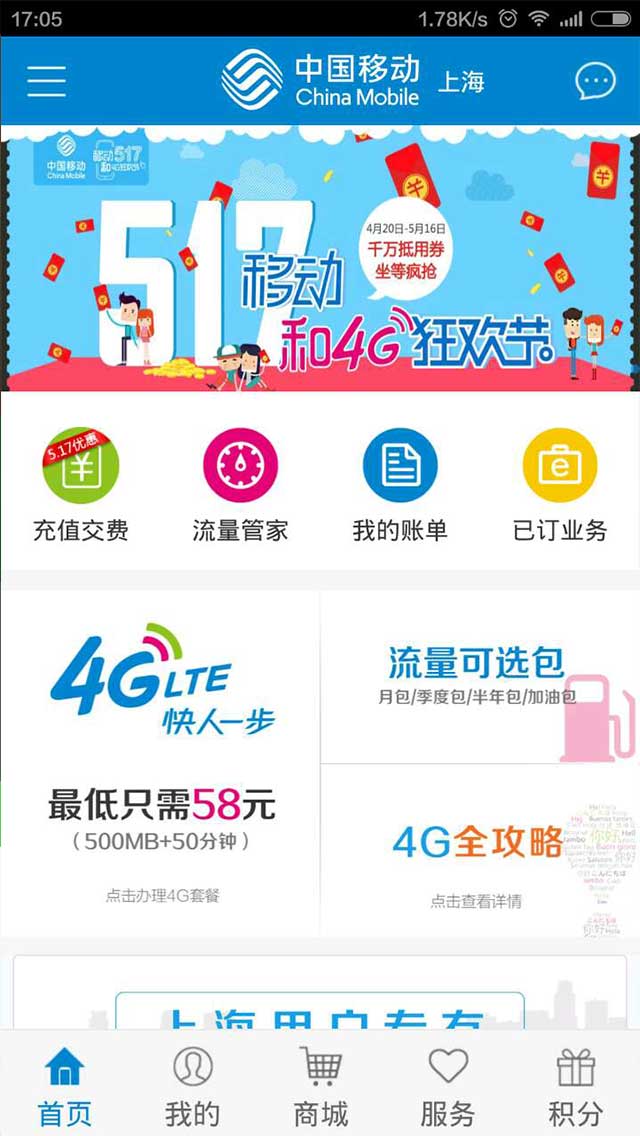 17:05
1.78K/s
中国移动
China Mobile
上海
中国移动
China Mobile
移动517
和4G狂欢节
517
4月20日-5月16日
千万抵用券
坐等疯抢
移动
和4G狂欢节
5.17优惠
充值交费
流量管家
我的账单
已订业务
4G LTE
快人一步
最低只需58元
(500MB+50分钟)
点击办理4G套餐
流量可选包
月包/季度包/半年包/加油包
4G全攻略
点击查看详情
你好
上海用户专有
首页
我的
商城
服务
积分